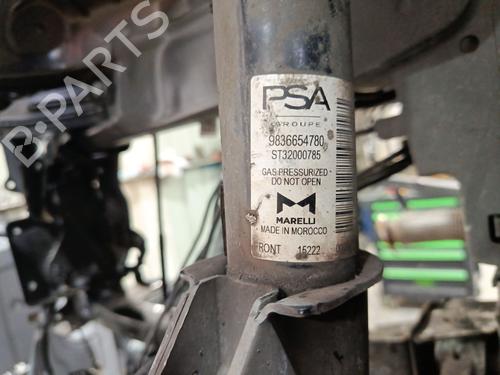 B-PARTS
PSA
GROUPE
9836654780
ST32000785
GAS PRESSURIZED
DO NOT OPEN
MARELLI
MADE IN MOROCCO
FRONT 15222